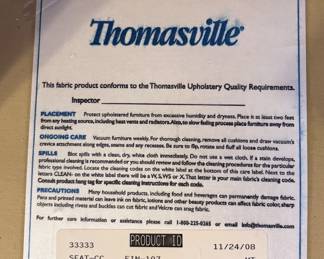 Thomasville®
This fabric product conforms to the Thomasville Upholstery Quality Requirements.
Inspector
PLACEMENT Protect upholstered furniture from excessive humidity and dryness. Place it at least two feet
from any heating source, including heat vents and radiators. Also, to slow fading process place furniture away from
direct sunlight.
ONGOING CARE Vacuum furniture weekly. For thorough cleaning, remove all cushions and draw vacuum's
crevice attachment along edges, seams and any recesses. Be sure to flip, rotate and fluff all loose cushions.
SPILLS Blot spills with a clean, dry, white cloth immediately. Do not use a wet cloth. If a stain develops,
professional cleaning is recommended or you should review and follow the cleaning procedures for the particular
fabric type involved. Locate the cleaning codes on the white label at the bottom of this care label. Next to the
letters CLEAN- on the white label there will be a W,S,WS or X. That letter is your main fabric's cleaning code.
Consult product hang tag for specific cleaning instructions for each code.
PRECAUTIONS Many household products, including food and beverages can permanently damage fabric.
Pens and printed material can leave ink on fabric, lotions and other beauty products can affect fabric color; sharp
objects including rivets and buckles can cut fabric and Velcro can snag fabric.
For further care information or assistance please call 1-800-225-0265 or email info@thomasville.com
33333 PRODUCT ID 11/24/08
SEAT-CC FIN-107